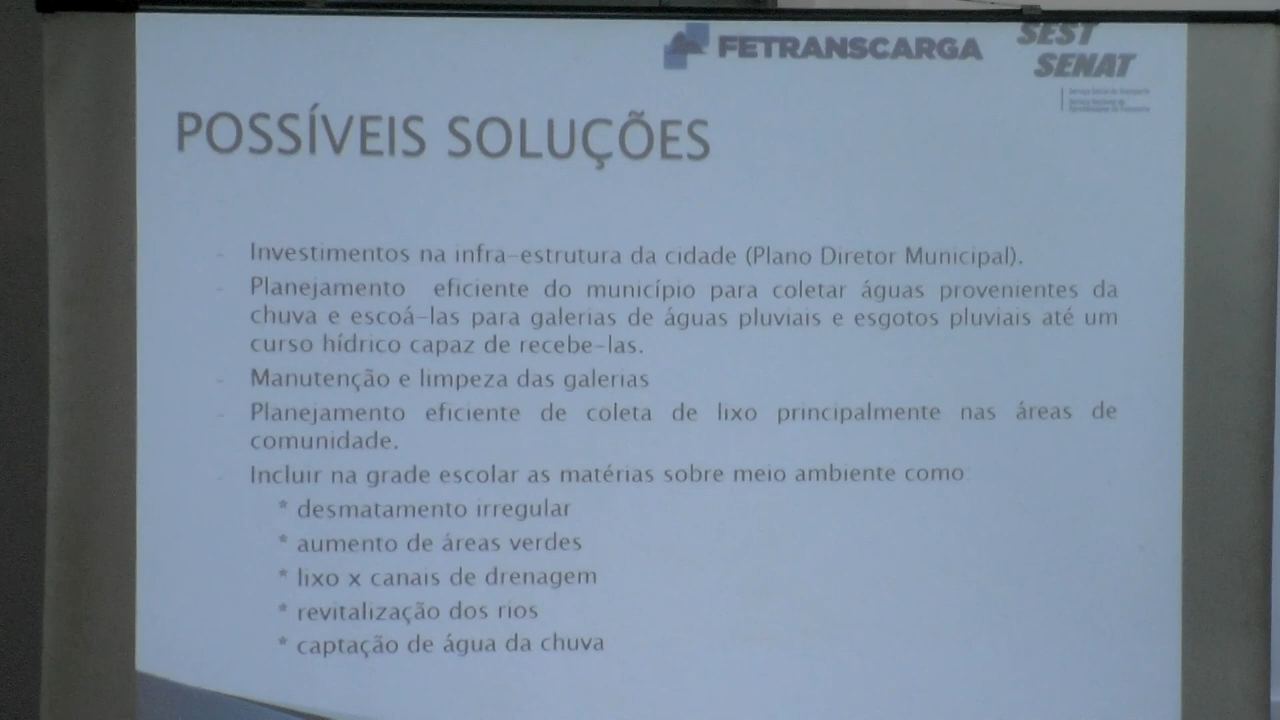 FETRANSCARGA
SEST
SENAT
POSSÍVEIS SOLUÇÕES
- Investimentos na infra-estrutura da cidade (Plano Diretor Municipal).
- Planejamento eficiente do município para coletar águas provenientes da
chuva e escoá-las para galerias de águas pluviais e esgotos pluviais até um
curso hídrico capaz de recebe-las.
- Manutenção e limpeza das galerias
- Planejamento eficiente de coleta de lixo principalmente nas áreas de
comunidade.
- Incluir na grade escolar as matérias sobre meio ambiente como
* desmatamento irregular
* aumento de áreas verdes
* lixo x canais de drenagem
* revitalização dos rios
* captação de água da chuva